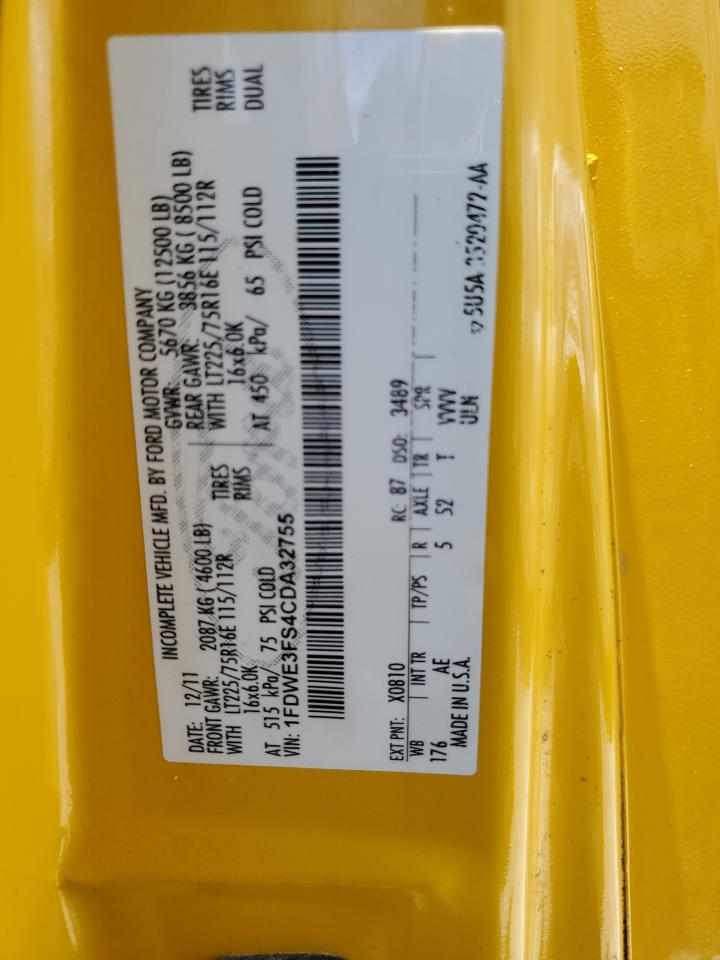 INCOMPLETE VEHICLE MFD. BY FORD MOTOR COMPANY
DATE: 12/11 GVWR: 5670 KG (12500 LB)
FRONT GAWR: 2087 KG (4600 LB) REAR GAWR: 3856 KG ( 8500 LB)
WITH LT225/75R16E 115/112R TIRES WITH LT225/75R16E 115/112R TIRES
16x6.0K RIMS 16x6.0K RIMS
AT 515 kPa/ 75 PSI COLD AT 450 kPa/ 65 PSI COLD DUAL
VIN: 1FDWE3FS4CDA32755
EXT PNT: X0810 RC: 87 DSO: 3489
WB INT TR TP/PS R AXLE TR SPR
176 AE 5 52 T VVVV
MADE IN U.S.A.
5U5A 3520472-AA